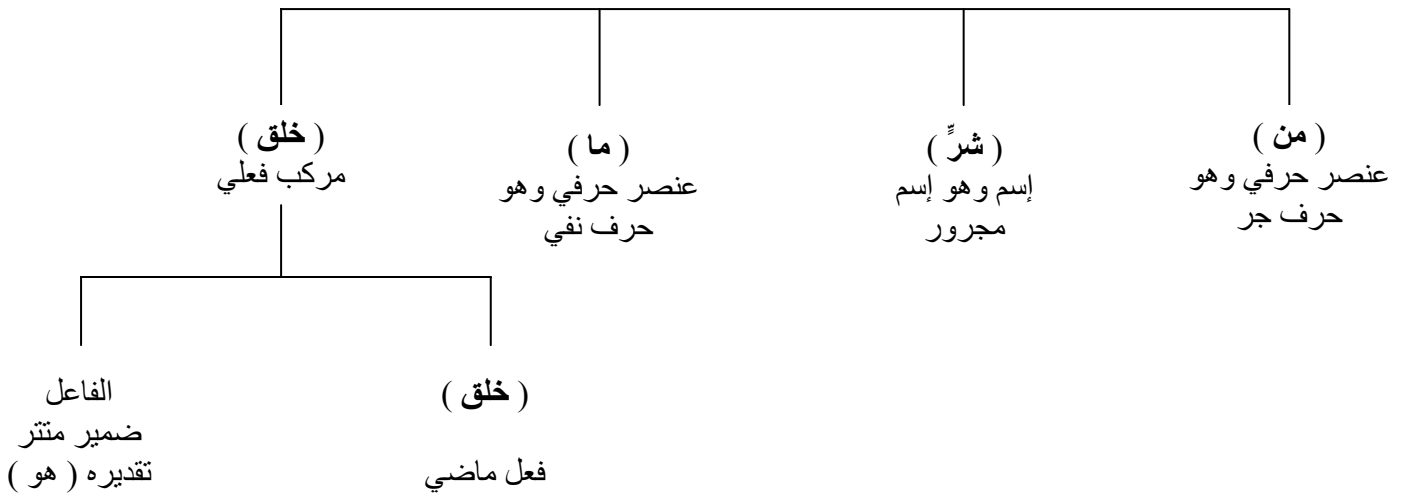 ( من )
عنصر حرفي وهو
حرف جر
( شرٍّ )
إسم وهو إسم
مجرور
( ما )
عنصر حرفي وهو
حرف نفي
( خلق )
مركب فعلي
( خلق )
فعل ماضي
الفاعل
ضمير متتر
تقديره ( هو )